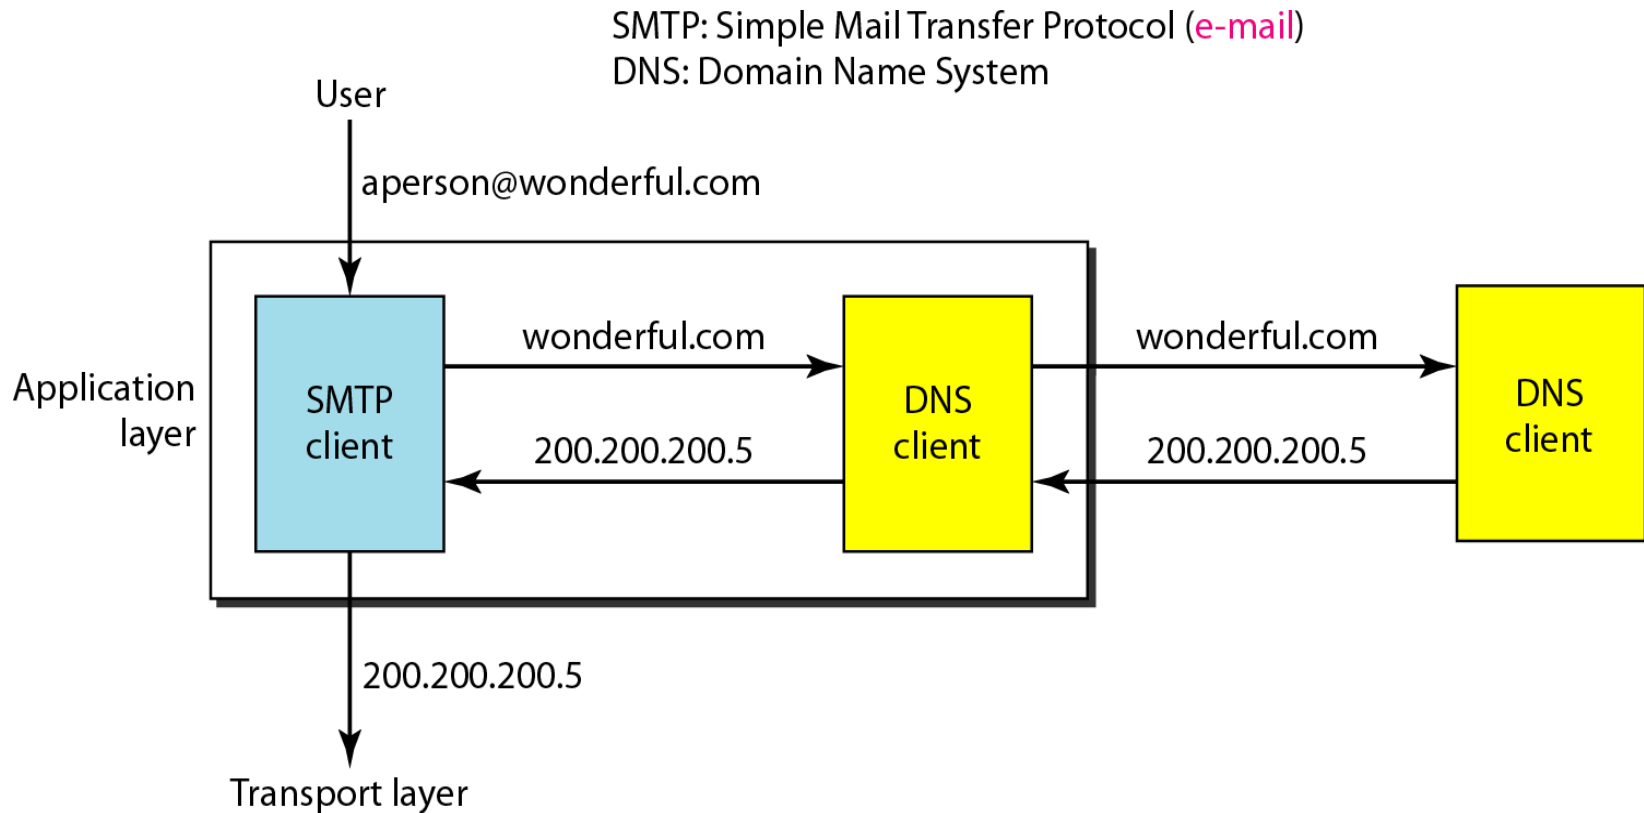 SMTP: Simple Mail Transfer Protocol (e-mail)
DNS: Domain Name System
User
aperson@wonderful.com
Application
layer
SMTP
client
wonderful.com
200.200.200.5
DNS
client
wonderful.com
200.200.200.5
DNS
client
200.200.200.5
Transport layer